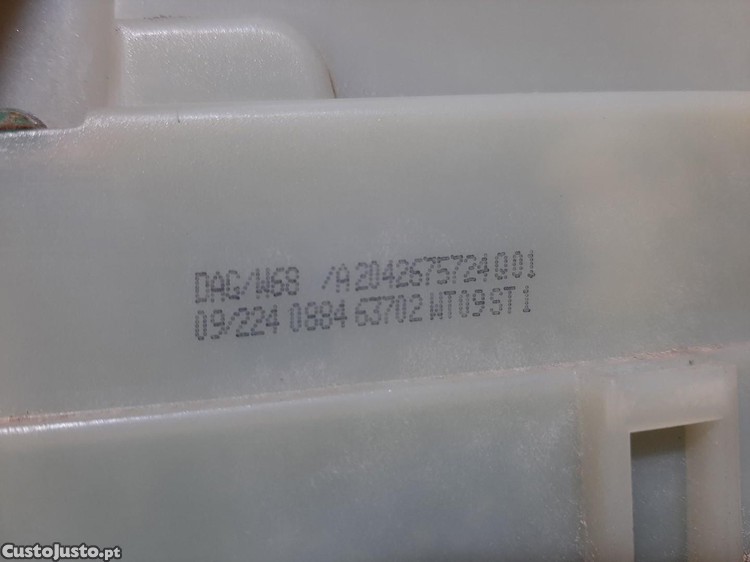 DAG/W68 /A2042675724Q01
09/224 0884 63702 WT09 ST1
CustoJusto.pt